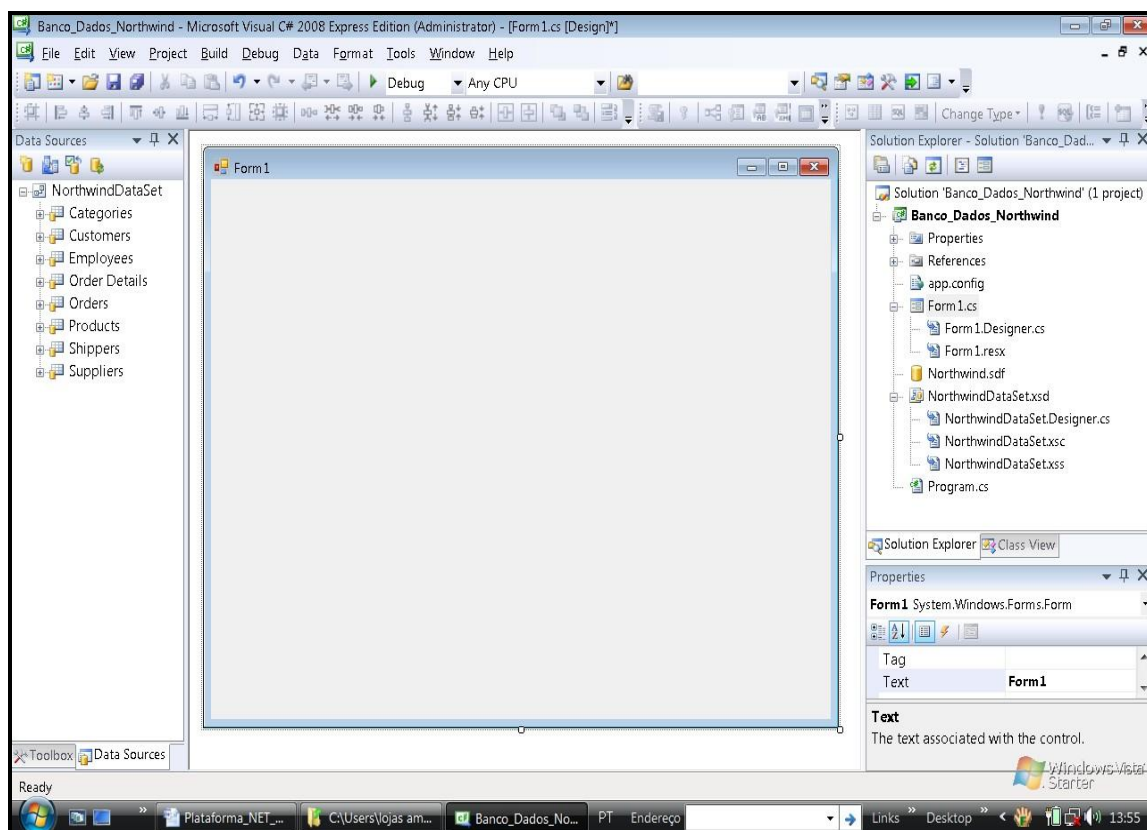 Banco_Dados_Northwind - Microsoft Visual C# 2008 Express Edition (Administrator) - [Form1.cs [Design]*]
File Edit View Project Build Debug Data Format Tools Window Help
Debug Any CPU
Change Type
Data Sources
NorthwindDataSet
Categories
Customers
Employees
Order Details
Orders
Products
Shippers
Suppliers
Toolbox Data Sources
Form1
Solution Explorer - Solution 'Banco_Dad...
Solution 'Banco_Dados_Northwind' (1 project)
Banco_Dados_Northwind
Properties
References
app.config
Form1.cs
Form1.Designer.cs
Form1.resx
Northwind.sdf
NorthwindDataSet.xsd
NorthwindDataSet.Designer.cs
NorthwindDataSet.xsc
NorthwindDataSet.xss
Program.cs
Solution Explorer Class View
Properties
Form1 System.Windows.Forms.Form
Tag
Text Form1
Text
The text associated with the control.
Windows Vista
Starter
Ready
Plataforma_NET_... C:\Users\lojas am... Banco_Dados_No... PT Endereço Links Desktop 13:55